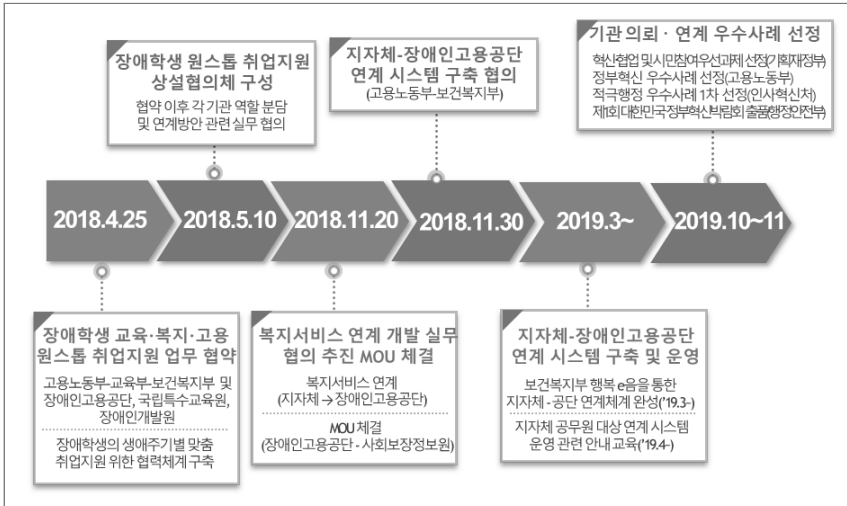 장애학생 원스톱 취업지원
상설협의체 구성
협약 이후 각 기관 역할 분담
및 연계방안 관련 실무 협의
지자체-장애인고용공단
연계 시스템 구축 협의
(고용노동부-보건복지부)
기관 의뢰 · 연계 우수사례 선정
혁신협업 및 시민참여우선과제 선정(기획재정부)
정부혁신 우수사례 선정(고용노동부)
적극행정 우수사례 1차 선정(인사혁신처)
제1회 대한민국 정부혁신박람회 출품(행정안전부)
2018.4.25
2018.5.10
2018.11.20
2018.11.30
2019.3~
2019.10~11
장애학생 교육·복지·고용
원스톱 취업지원 업무 협약
고용노동부-교육부-보건복지부 및
장애인고용공단, 국립특수교육원,
장애인개발원
장애학생의 생애주기별 맞춤
취업지원 위한 협력체계 구축
복지서비스 연계 개발 실무
협의 추진 MOU 체결
복지서비스 연계
(지자체 → 장애인고용공단)
MOU 체결
(장애인고용공단 - 사회보장정보원)
지자체-장애인고용공단
연계 시스템 구축 및 운영
보건복지부 행복 e음을 통한
지자체 - 공단 연계체계 완성('19.3~)
지자체 공무원 대상 연계 시스템
운영 관련 안내 교육('19.4~)